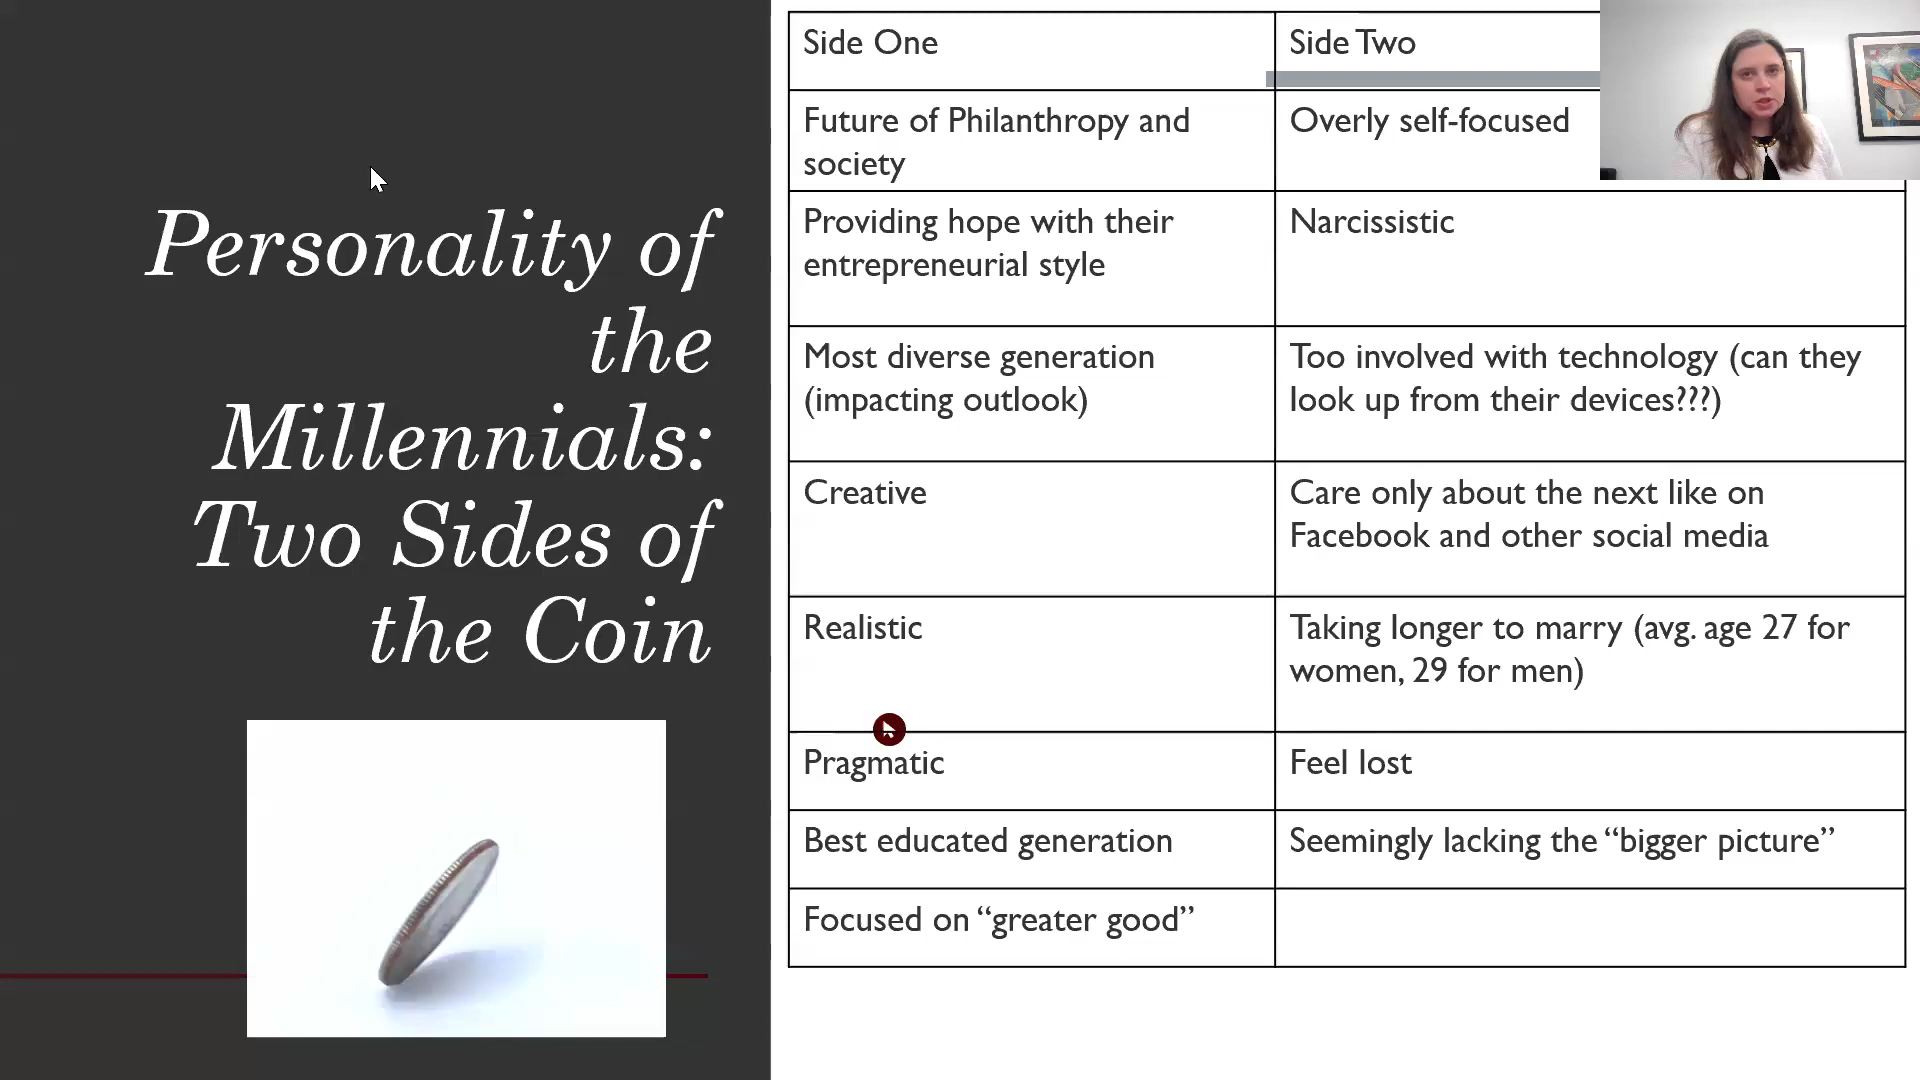 Personality of
the
Millennials:
Two Sides of
the Coin
Side One
Side Two
Future of Philanthropy and
society
Overly self-focused
Providing hope with their
entrepreneurial style
Narcissistic
Most diverse generation
(impacting outlook)
Too involved with technology (can they
look up from their devices???)
Creative
Care only about the next like on
Facebook and other social media
Realistic
Taking longer to marry (avg. age 27 for
women, 29 for men)
Pragmatic
Feel lost
Best educated generation
Seemingly lacking the “bigger picture”
Focused on “greater good”